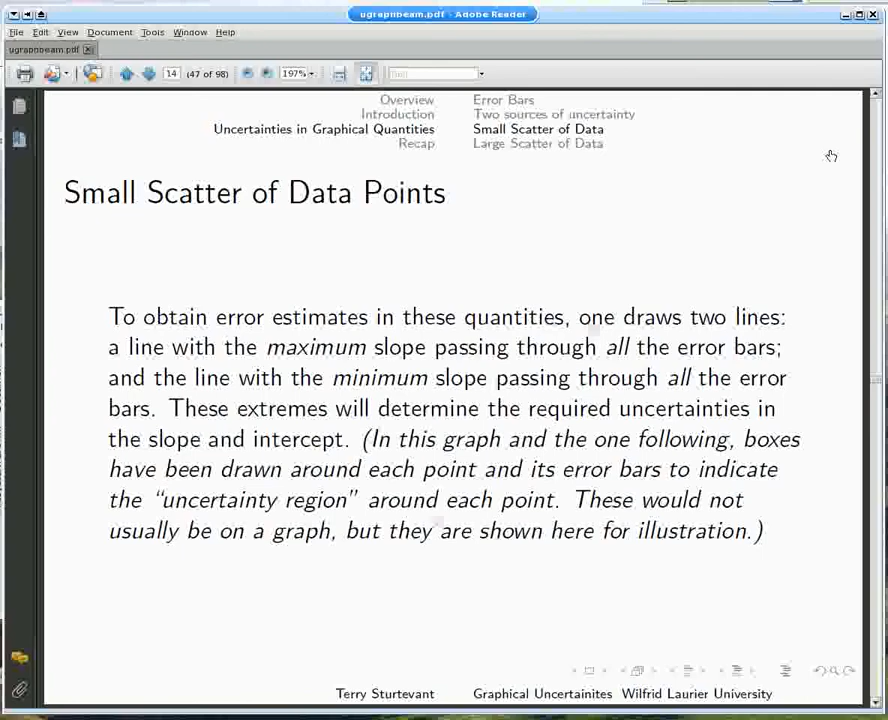 ugraphbeam.pdf - Adobe Reader
File Edit View Document Tools Window Help
ugraphbeam.pdf
14 (47 of 98) 197%
Overview Error Bars
Introduction Two sources of uncertainty
Uncertainties in Graphical Quantities Small Scatter of Data
Recap Large Scatter of Data
Small Scatter of Data Points
To obtain error estimates in these quantities, one draws two lines:
a line with the maximum slope passing through all the error bars;
and the line with the minimum slope passing through all the error
bars. These extremes will determine the required uncertainties in
the slope and intercept. (In this graph and the one following, boxes
have been drawn around each point and its error bars to indicate
the “uncertainty region” around each point. These would not
usually be on a graph, but they are shown here for illustration.)
Terry Sturtevant Graphical Uncertainites Wilfrid Laurier University